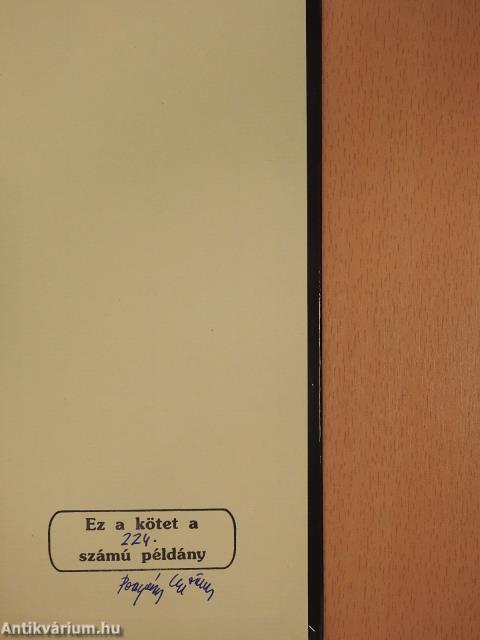 Ez a kötet a
224.
számú példány
Antikvárium.hu